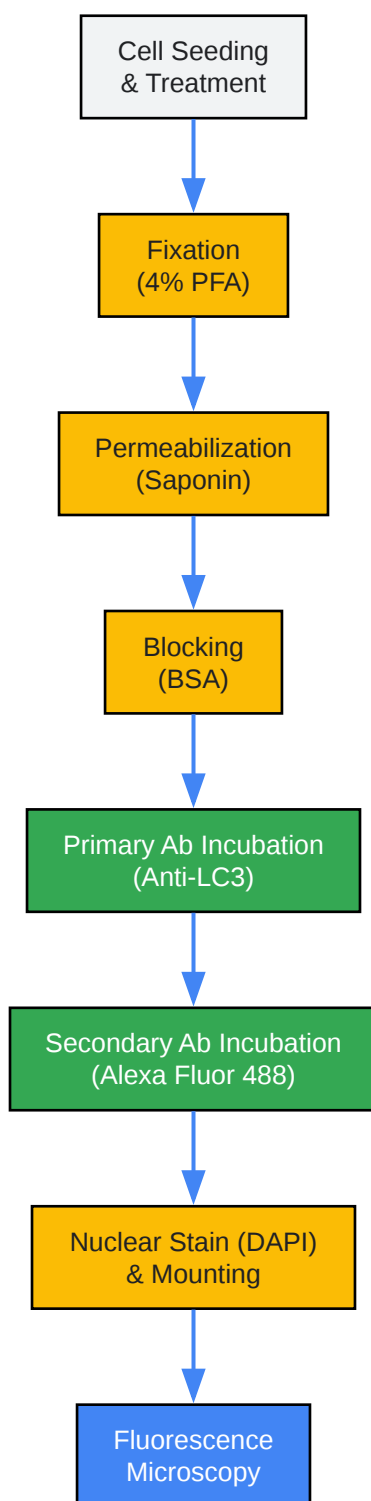 Cell Seeding
& Treatment
Fixation
(4% PFA)
Permeabilization
(Saponin)
Blocking
(BSA)
Primary Ab Incubation
(Anti-LC3)
Secondary Ab Incubation
(Alexa Fluor 488)
Nuclear Stain (DAPI)
& Mounting
Fluorescence
Microscopy